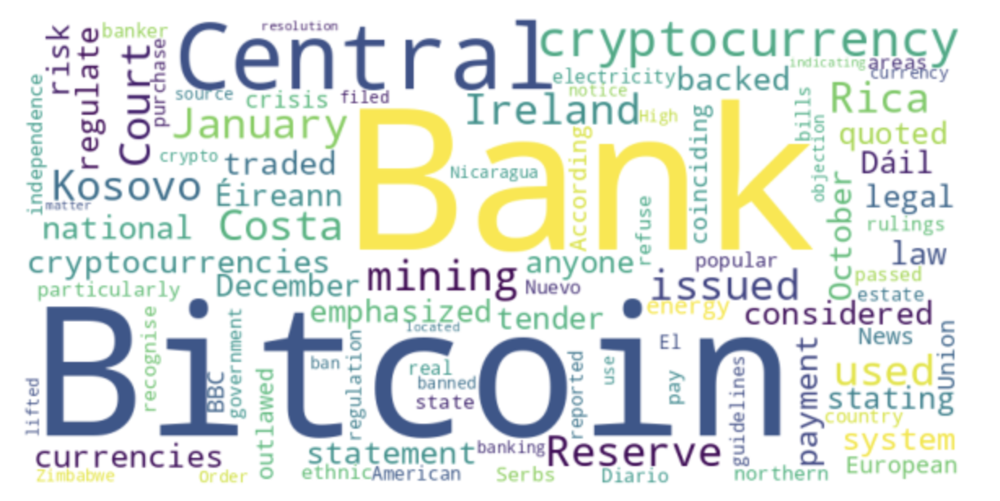 resolution
banker
Central
cryptocurrency
risk
regulate
Court
purchase
indicating
areas
currency
electricity
backed
source
crisis
filed
notice
Ireland
High
Rica
bills
independence
January
Bank
According
coinciding
objection
quoted
crypto
traded
Nicaragua
Dáil
Kosovo
Éireann
October
legal
matter
national
Costa
refuse
rulings
law
cryptocurrencies
mining
anyone
popular
passed
particularly
December
Nuevo
issued
estate
Bitcoin
emphasized
tender
energy
considered
recognise
government
located
El
News
Union
ban
regulation
real
banned
reported
use
pay
guidelines
payment
used
lifted
BBC
outlawed
state
stating
country
currencies
statement
banking
Reserve
system
Zimbabwe
Order
ethnic
American
Serbs
Diario
northern
European